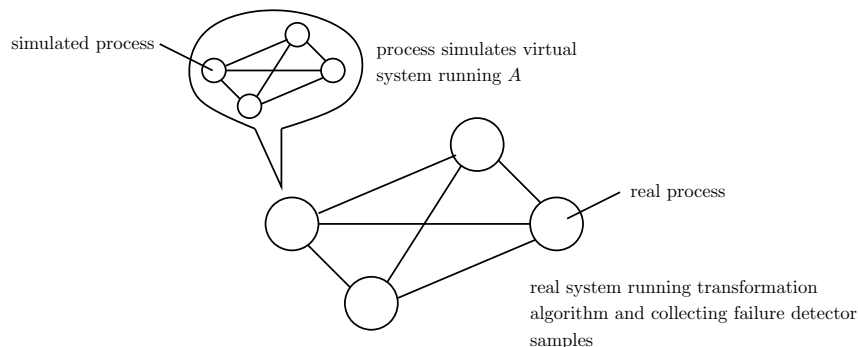 simulated process
process simulates virtual
system running A
real process
real system running transformation
algorithm and collecting failure detector
samples